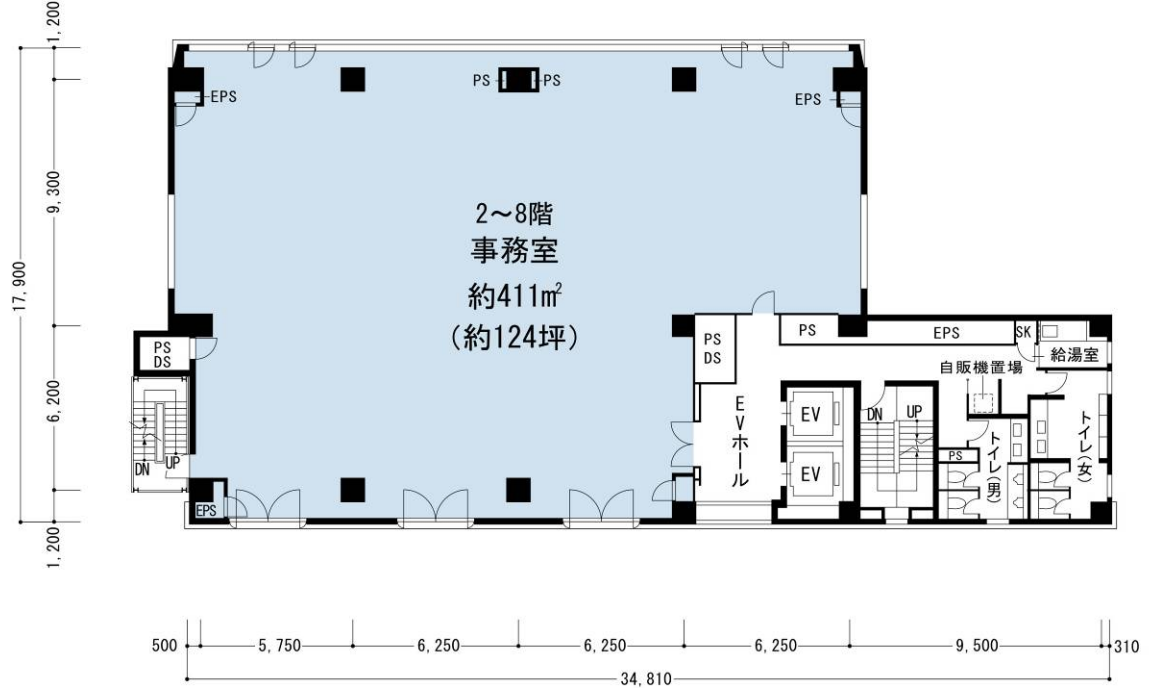 1,200
PS
PS
EPS
EPS
9,300
2～8階
事務室
約411㎡
(約124坪)
17,900
PS
DS
PS
EPS
SK
給湯室
自販機置場
PS
DS
6,200
EVホール
EV
EV
DN
UP
DN
UP
PS
トイレ(男)
トイレ(女)
EPS
1,200
500
5,750
6,250
6,250
6,250
9,500
310
34,810